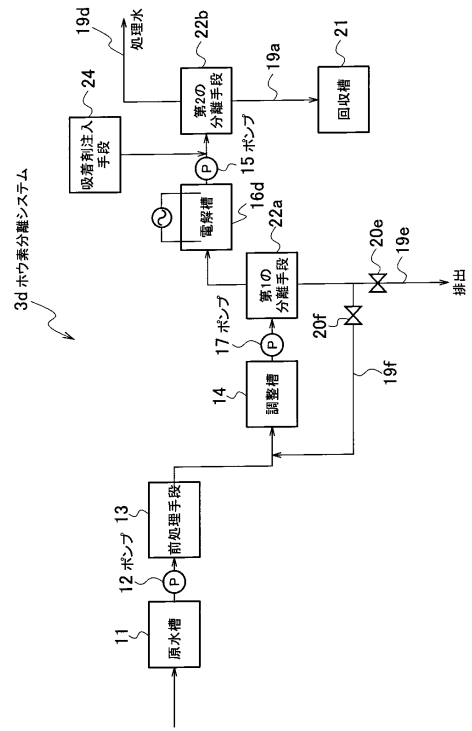 3d ホウ素分離システム
11
原水槽
12 ポンプ
P
13
前処理手段
14
調整槽
17 ポンプ
P
22a
第1の
分離手段
20f
19f
20e
19e
排出
16d
電解槽
15 ポンプ
P
24
吸着剤注入
手段
22b
第2の
分離手段
19d
処理水
19a
21
回収槽